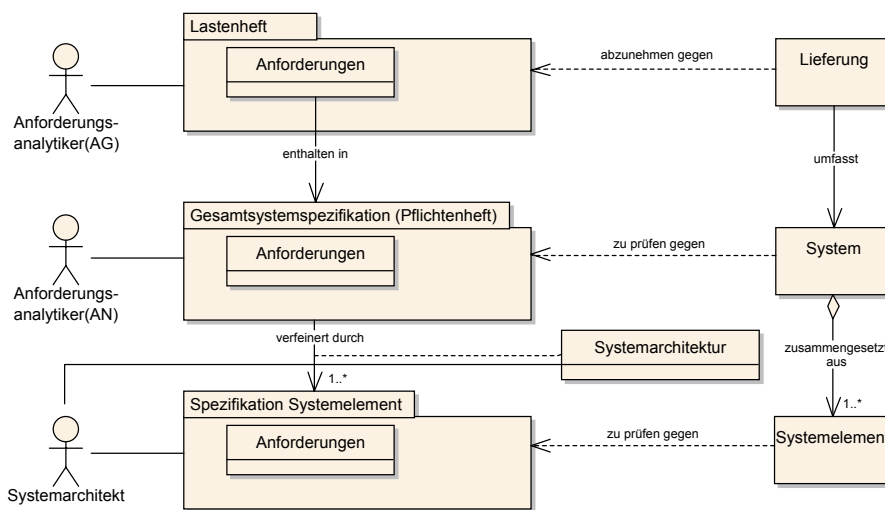 Lastenheft
Anforderungen
abzunehmen gegen
Lieferung
Anforderungs-
analytiker(AG)
enthalten in
umfasst
Gesamtsystemspezifikation (Pflichtenheft)
Anforderungen
zu prüfen gegen
System
Anforderungs-
analytiker(AN)
verfeinert durch
Systemarchitektur
zusammengesetzt
aus
1..*
1..*
Spezifikation Systemelement
Anforderungen
zu prüfen gegen
Systemelement
Systemarchitekt